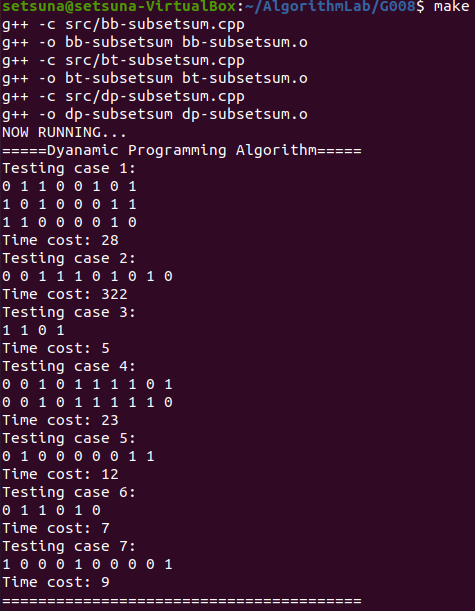 setsuna@setsuna-VirtualBox:~/AlgorithmLab/G008$ make
g++ -c src/bb-subsetsum.cpp
g++ -o bb-subsetsum bb-subsetsum.o
g++ -c src/bt-subsetsum.cpp
g++ -o bt-subsetsum bt-subsetsum.o
g++ -c src/dp-subsetsum.cpp
g++ -o dp-subsetsum dp-subsetsum.o
NOW RUNNING...
=====Dyanamic Programming Algorithm=====
Testing case 1:
0 1 1 0 0 1 0 1
1 0 1 0 0 0 1 1
1 1 0 0 0 0 1 0
Time cost: 28
Testing case 2:
0 0 1 1 1 0 1 0 1 0
Time cost: 322
Testing case 3:
1 1 0 1
Time cost: 5
Testing case 4:
0 0 1 0 1 1 1 1 0 1
0 0 1 0 1 1 1 1 1 0
Time cost: 23
Testing case 5:
0 1 0 0 0 0 0 1 1
Time cost: 12
Testing case 6:
0 1 1 0 1 0
Time cost: 7
Testing case 7:
1 0 0 0 1 0 0 0 0 1
Time cost: 9
========================================